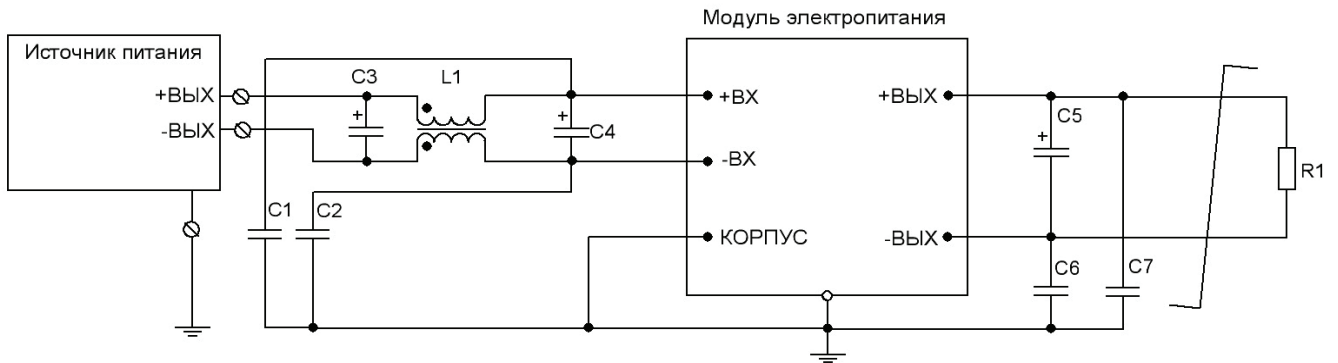 Модуль электропитания
Источник питания
+ВЫХ
-ВЫХ
C3
L1
+
+
C4
C1
C2
+ВХ
-ВХ
КОРПУС
+ВЫХ
-ВЫХ
C5
+
C6
C7
R1